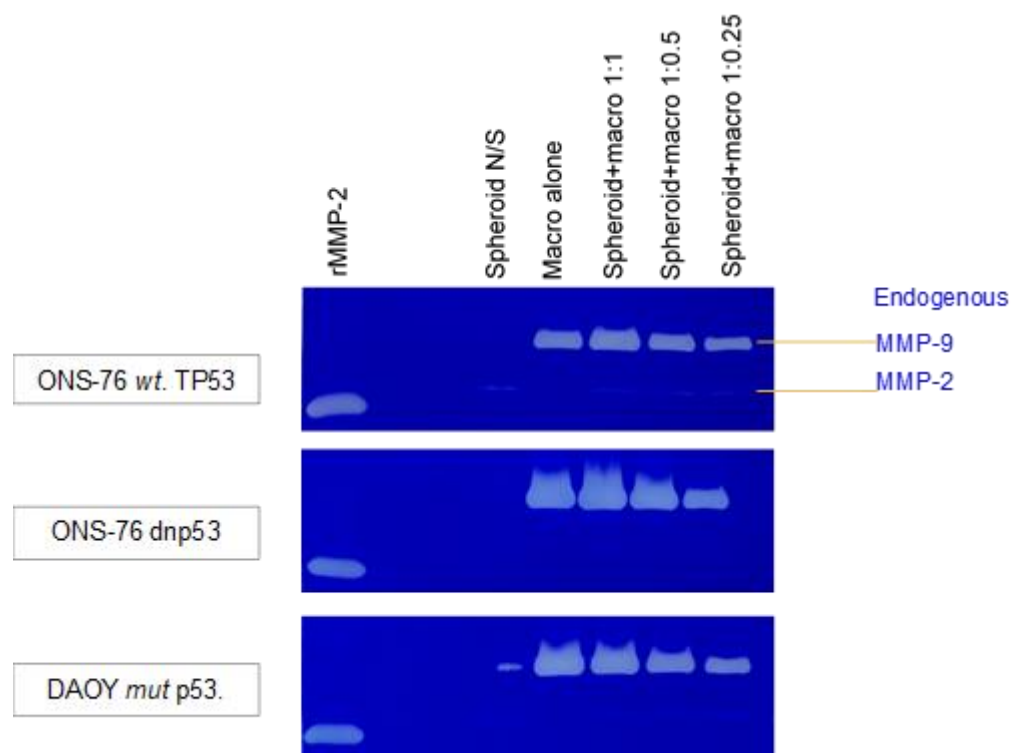 rMMP-2
Spheroid N/S
Macro alone
Spheroid+macro 1:1
Spheroid+macro 1:0.5
Spheroid+macro 1:0.25
Endogenous
MMP-9
MMP-2
ONS-76 wt. TP53
ONS-76 dnp53
DAOY mut p53.